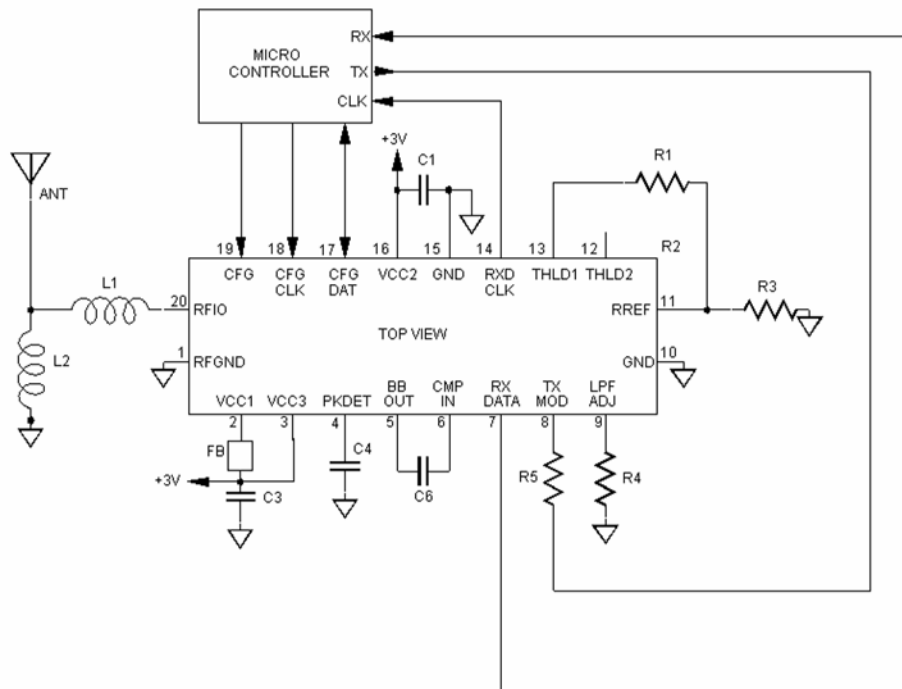 RX
MICRO
CONTROLLER
TX
CLK
+3V
C1
R1
ANT
19 18 17 16 15 14 13 12
R2
CFG
CFG
CLK
CFG
DAT
VCC2
GND
RXD
CLK
THLD1
THLD2
L1
20
RFIO
RREF
11
R3
TOP VIEW
L2
1
RFGND
GND
10
VCC1
VCC3
PKDET
BB
OUT
CMP
IN
RX
DATA
TX
MOD
LPF
ADJ
2 3 4 5 6 7 8 9
FB
C4
R5
R4
+3V
C3
C6